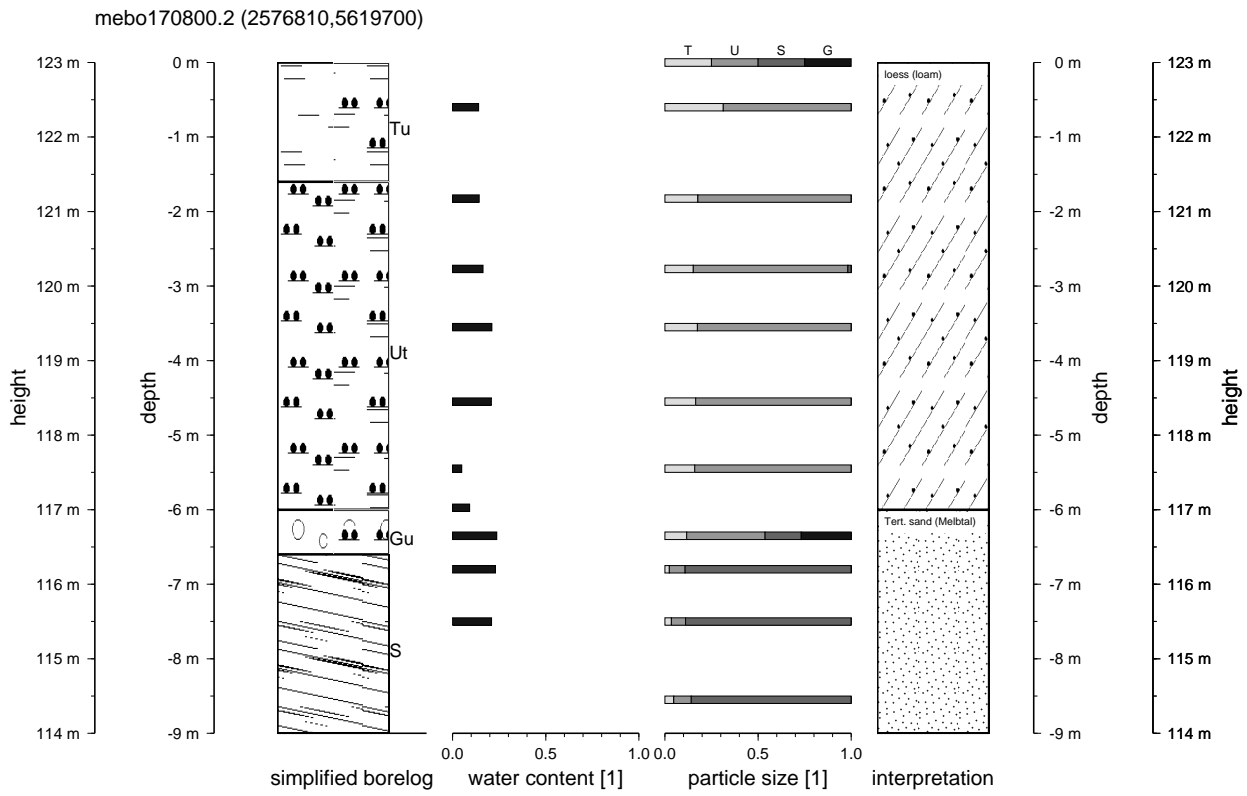 mebo170800.2 (2576810,5619700)
T U S G
123 m 0 m 0 m 123 m
loess (loam)
122 m -1 m Tu -1 m 122 m
121 m -2 m -2 m 121 m
120 m -3 m -3 m 120 m
119 m -4 m Ut -4 m 119 m
height depth depth height
118 m -5 m -5 m 118 m
117 m -6 m -6 m 117 m
Tert. sand (Melbtal)
Gu
116 m -7 m -7 m 116 m
115 m -8 m S -8 m 115 m
114 m -9 m -9 m 114 m
0.0 0.5 1.0 0.0 0.5 1.0
simplified borelog water content [1] particle size [1] interpretation